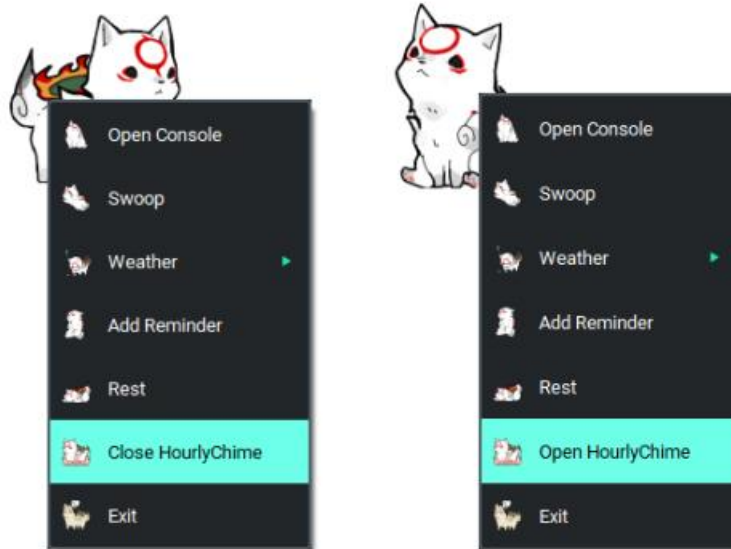 Open Console
Swoop
Weather
Add Reminder
Rest
Close HourlyChime
Exit
Open Console
Swoop
Weather
Add Reminder
Rest
Open HourlyChime
Exit